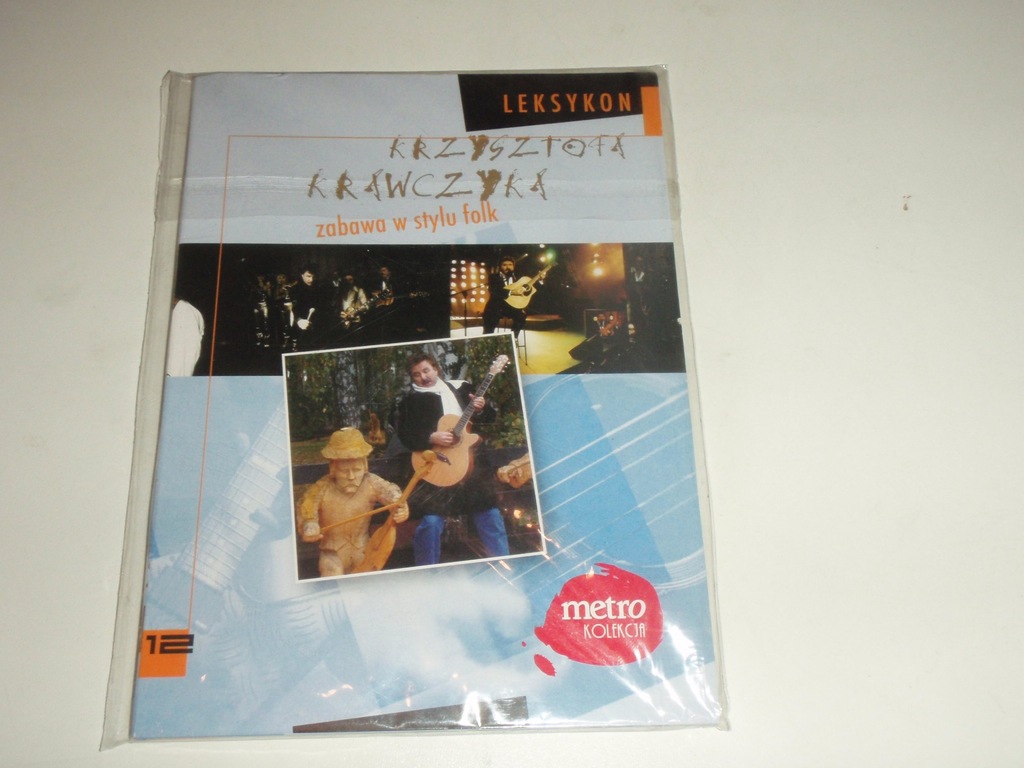 LEKSYKON
KRZYSZTOFA
KRAWCZYKA
zabawa w stylu folk
metro
KOLEKCJA
12